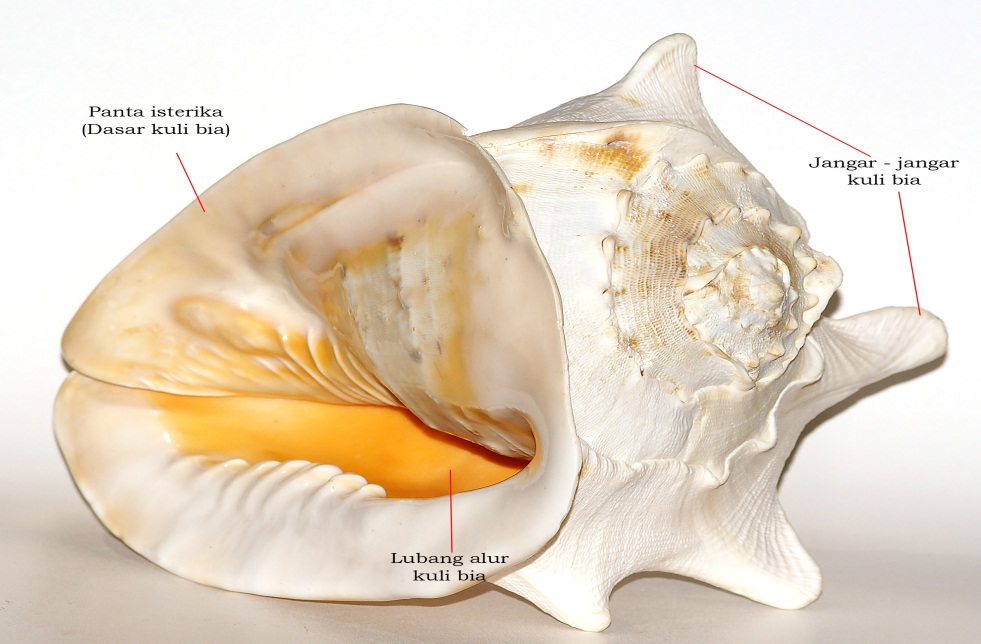 Panta isterika
(Dasar kuli bia)
Jangar - jangar
kuli bia
Lubang alur
kuli bia